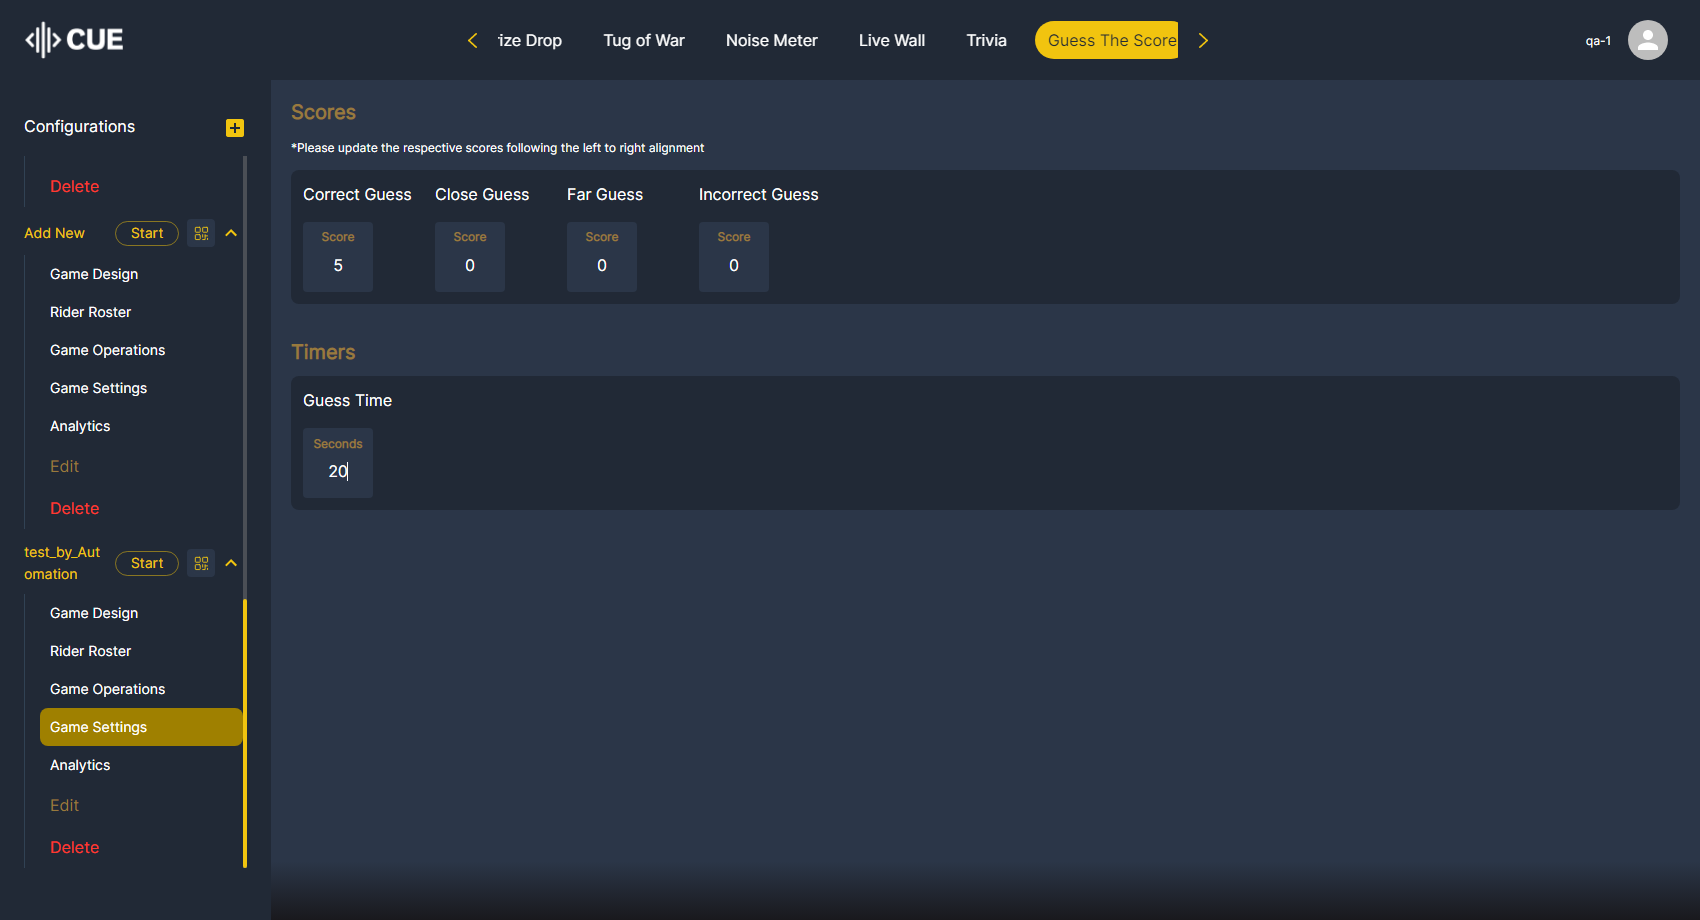 CUE
ize Drop
Tug of War
Noise Meter
Live Wall
Trivia
Guess The Score
qa-1
Configurations
Delete
Add New
Start
Game Design
Rider Roster
Game Operations
Game Settings
Analytics
Edit
Delete
test_by_Aut
omation
Start
Game Design
Rider Roster
Game Operations
Game Settings
Analytics
Edit
Delete
Scores
*Please update the respective scores following the left to right alignment
Correct Guess
Close Guess
Far Guess
Incorrect Guess
Score
Score
Score
Score
5
0
0
0
Timers
Guess Time
Seconds
20